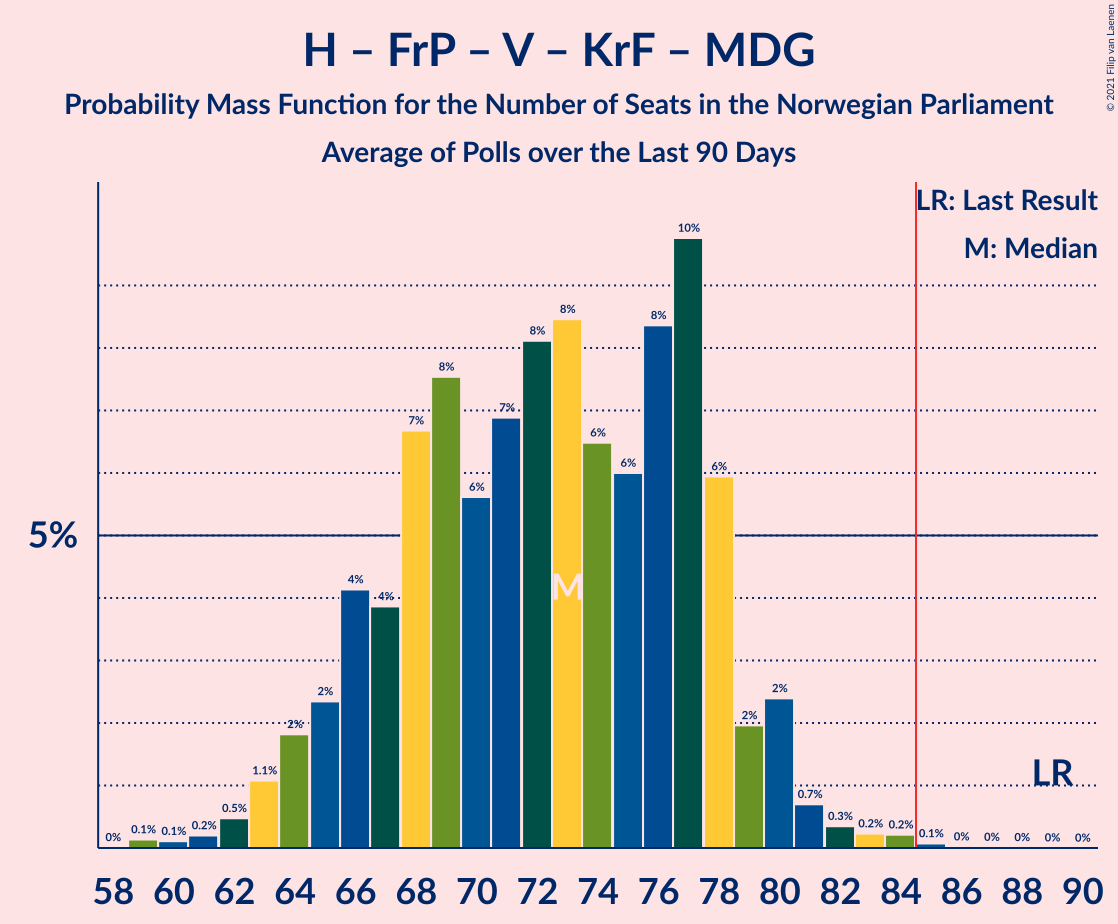 H – FrP – V – KrF – MDG
Probability Mass Function for the Number of Seats in the Norwegian Parliament
Average of Polls over the Last 90 Days
© 2021 Filip van Laenen
LR: Last Result
M: Median
5%
0% 0.1% 0.1% 0.2% 0.5% 1.1% 2% 2% 4% 4% 7% 8% 6% 7% 8% 8% 6% 6% 8% 10% 6% 2% 2% 0.7% 0.3% 0.2% 0.2% 0.1% 0% 0% 0% 0% 0%
M
LR
58 60 62 64 66 68 70 72 74 76 78 80 82 84 86 88 90